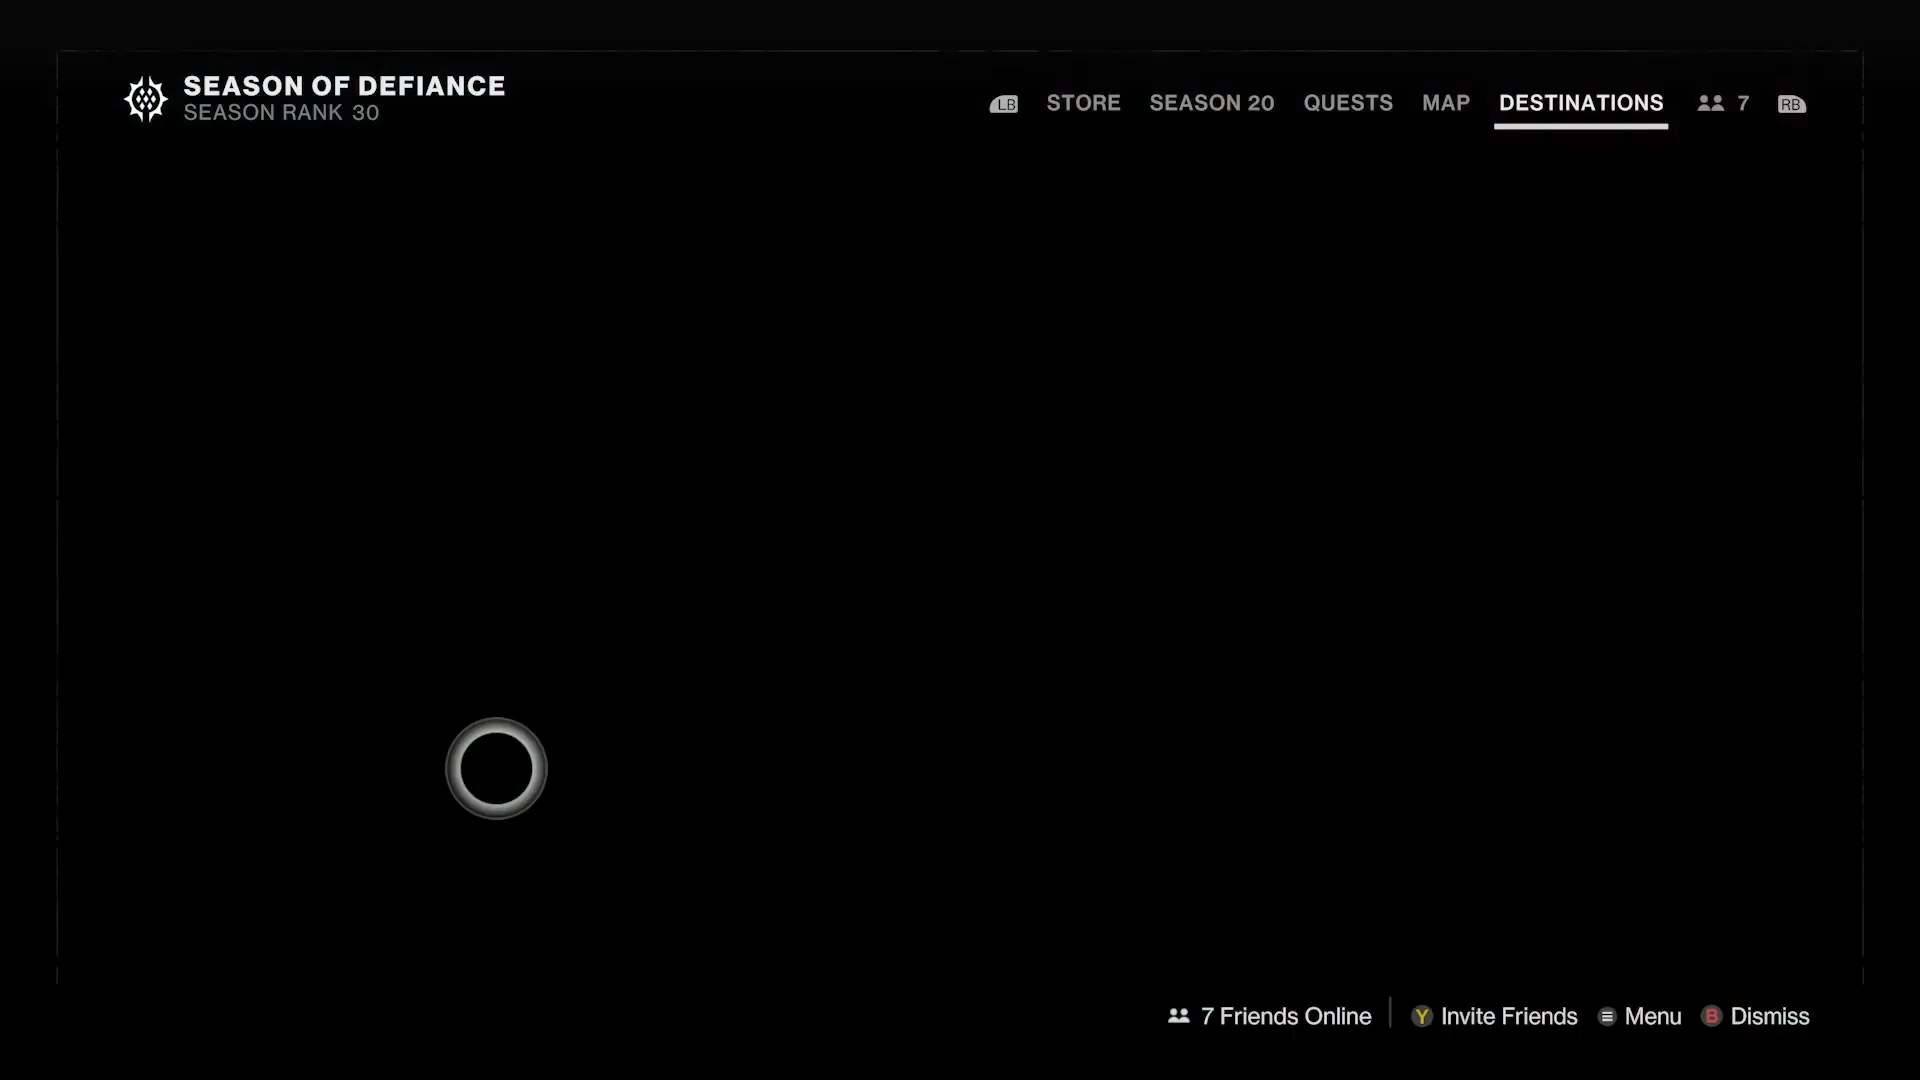 SEASON OF DEFIANCE
SEASON RANK 30
LB STORE SEASON 20 QUESTS MAP DESTINATIONS 7 RB
7 Friends Online Y Invite Friends Menu B Dismiss